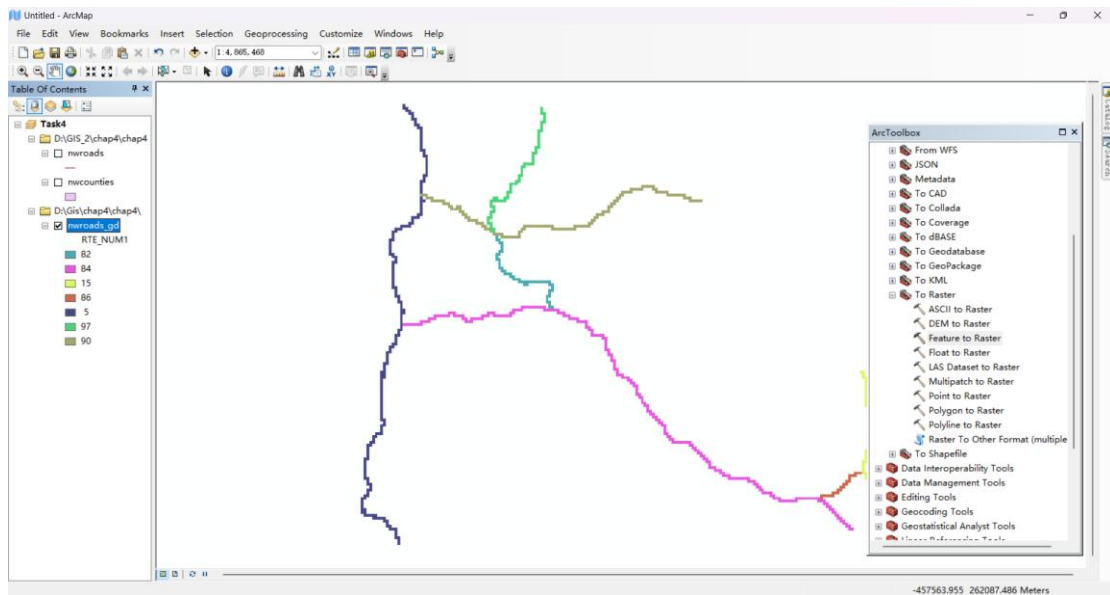 Untitled - ArcMap
File Edit View Bookmarks Insert Selection Geoprocessing Customize Windows Help
1:4,865,468
Table Of Contents
Task4
D:\GIS_2\chap4\chap4
nwroads
nwcounties
D:\Gis\chap4\chap4\
nwroads_gd
RTE_NUM1
82
84
15
86
5
97
90
ArcToolbox
From WFS
JSON
Metadata
To CAD
To Collada
To Coverage
To dBASE
To Geodatabase
To GeoPackage
To KML
To Raster
ASCII to Raster
DEM to Raster
Feature to Raster
Float to Raster
LAS Dataset to Raster
Multipatch to Raster
Point to Raster
Polygon to Raster
Polyline to Raster
Raster To Other Format (multiple
To Shapefile
Data Interoperability Tools
Data Management Tools
Editing Tools
Geocoding Tools
Geostatistical Analyst Tools
-457563.955 262087.486 Meters